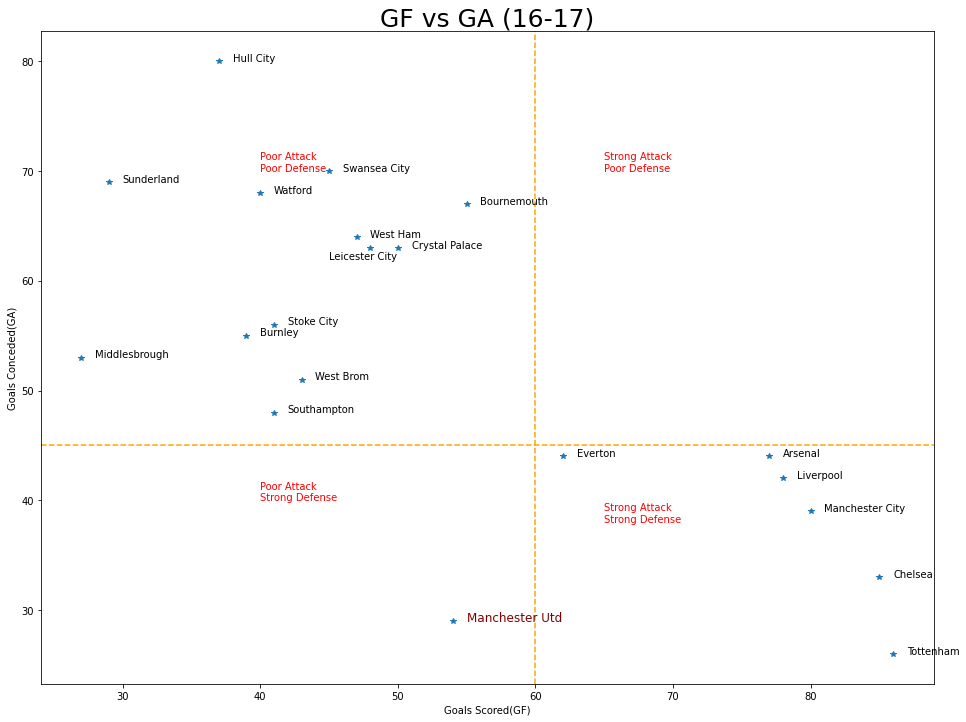 GF vs GA (16-17)
80
Hull City
Poor Attack
Poor Defense
Strong Attack
Poor Defense
70
Swansea City
Sunderland
Watford
Bournemouth
West Ham
Crystal Palace
Leicester City
60
Stoke City
Burnley
Middlesbrough
West Brom
50
Southampton
Everton
Arsenal
Liverpool
Poor Attack
Strong Defense
40
Strong Attack
Strong Defense
Manchester City
Chelsea
30
Manchester Utd
Tottenham
Goals Conceded(GA)
30
40
50
60
70
80
Goals Scored(GF)